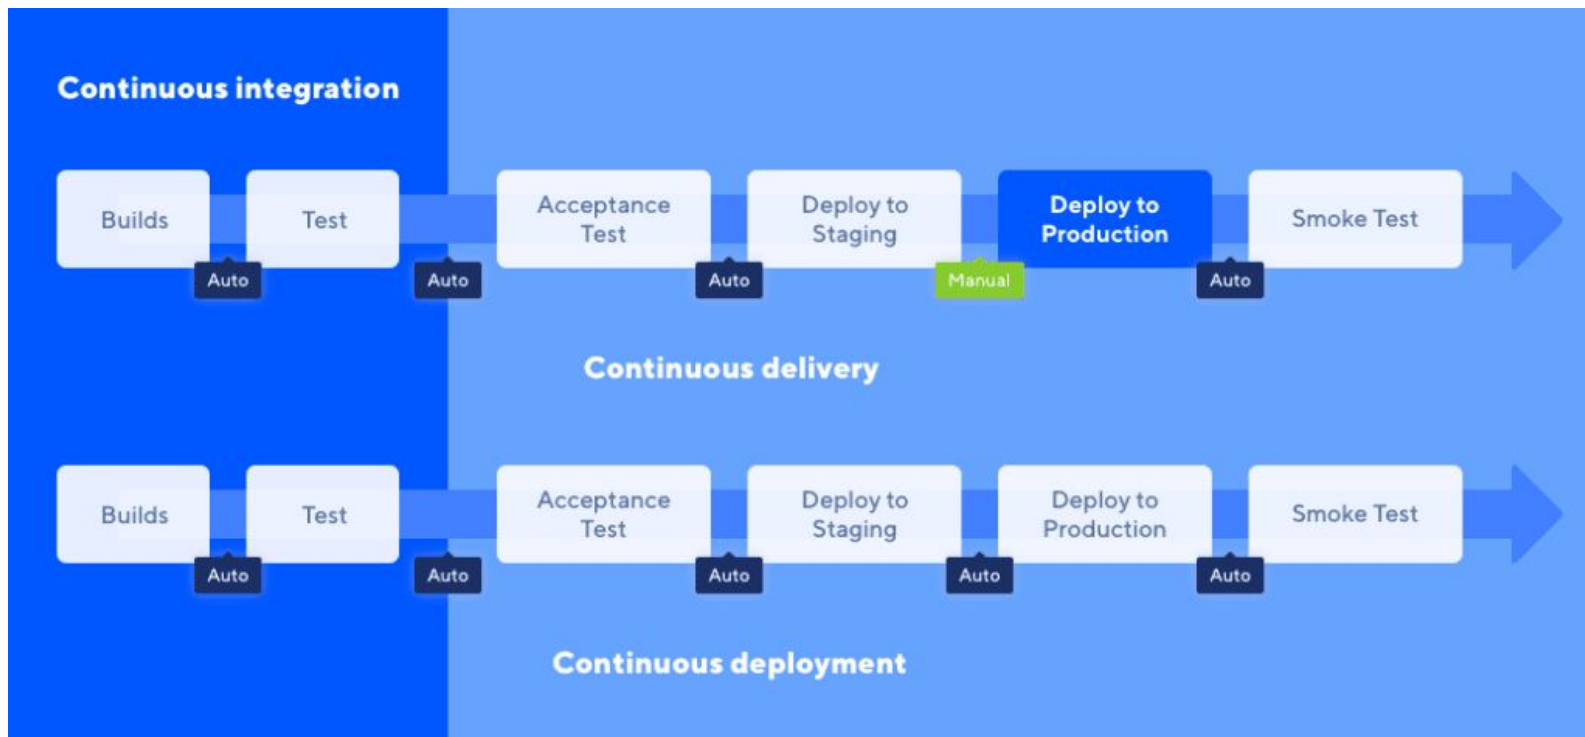 Continuous integration
Builds
Test
Acceptance
Test
Deploy to
Staging
Deploy to
Production
Smoke Test
Auto
Auto
Auto
Manual
Auto
Continuous delivery
Builds
Test
Acceptance
Test
Deploy to
Staging
Deploy to
Production
Smoke Test
Auto
Auto
Auto
Auto
Auto
Continuous deployment